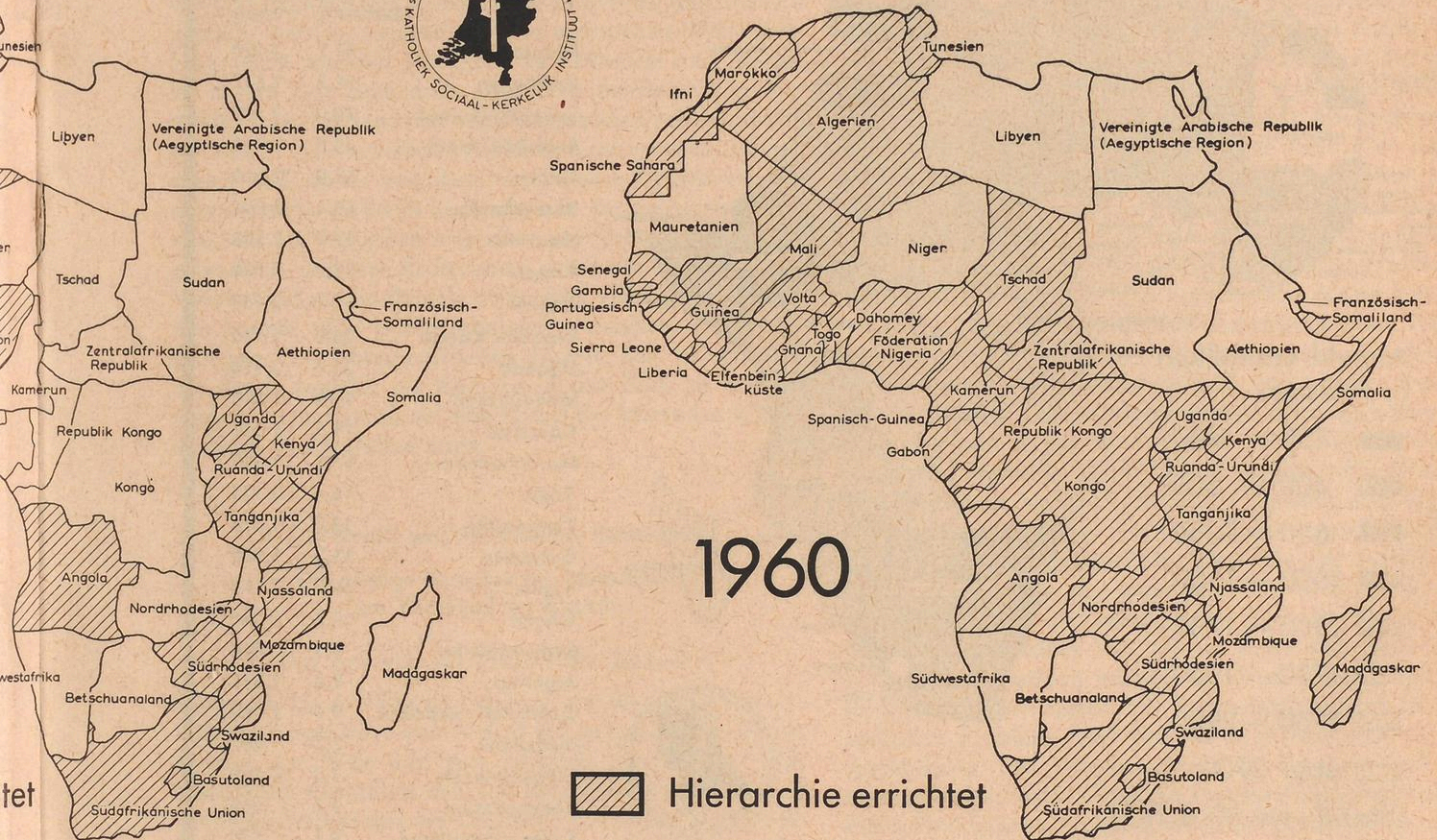 KATHOLIEK SOCIAAL-KERKELIJK INSTITUUT
Libyen
Vereinigte Arabische Republik
(Aegyptische Region)
Tschad
Sudan
Französisch-
Somaliland
Zentralafrikanische
Republik
Aethiopien
Kamerun
Somalia
Uganda
Republik Kongo
Kenya
Ruanda-Urundi
Kongo
Tanganjika
Angola
Njassaland
Nordrhodesien
Mozambique
Südrhodesien
Madagaskar
Betschuanaland
Swaziland
Basutoland
Südafrikanische Union
Tunesien
Marokko
Ifni
Algerien
Libyen
Vereinigte Arabische Republik
(Aegyptische Region)
Spanische Sahara
Mauretanien
Mali
Niger
Senegal
Tschad
Sudan
Gambia
Volta
Französisch-
Somaliland
Portugiesisch-
Guinea
Guinea
Dahomey
Togo
Föderation
Nigeria
Sierra Leone
Ghana
Zentralafrikanische
Republik
Aethiopien
Liberia
Elfenbein-
küste
Kamerun
Somalia
Spanisch-Guinea
Uganda
Republik Kongo
Kenya
Gabon
Ruanda-Urundi
Kongo
Tanganjika
1960
Angola
Njassaland
Nordrhodesien
Mozambique
Südrhodesien
Madagaskar
Südwestafrika
Betschuanaland
Swaziland
Basutoland
Hierarchie errichtet
Südafrikanische Union